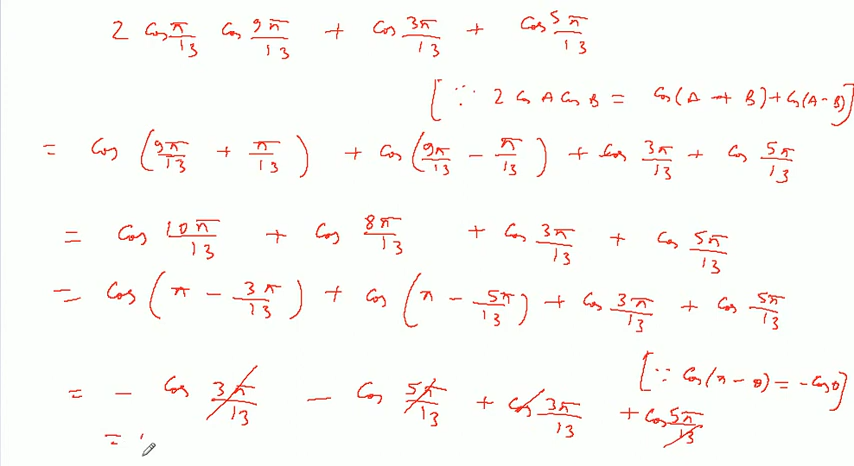 2 cos π/13 cos 9π/13 + cos 3π/13 + cos 5π/13
[∵ 2 cos A cos B = cos(A + B) + cos(A - B)]
= cos (9π/13 + π/13) + cos (9π/13 - π/13) + cos 3π/13 + cos 5π/13
= cos 10π/13 + cos 8π/13 + cos 3π/13 + cos 5π/13
= cos (π - 3π/13) + cos (π - 5π/13) + cos 3π/13 + cos 5π/13
[∵ cos(π - θ) = -cosθ]
= - cos 3π/13 - cos 5π/13 + cos 3π/13 + cos 5π/13
=